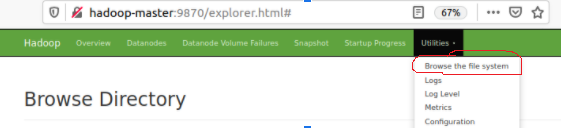 hadoop-master:9870/explorer.html# 67%
Hadoop Overview Datanodes Datanode Volume Failures Snapshot Startup Progress Utilities
Browse the file system
Logs
Log Level
Browse Directory
Metrics
Configuration